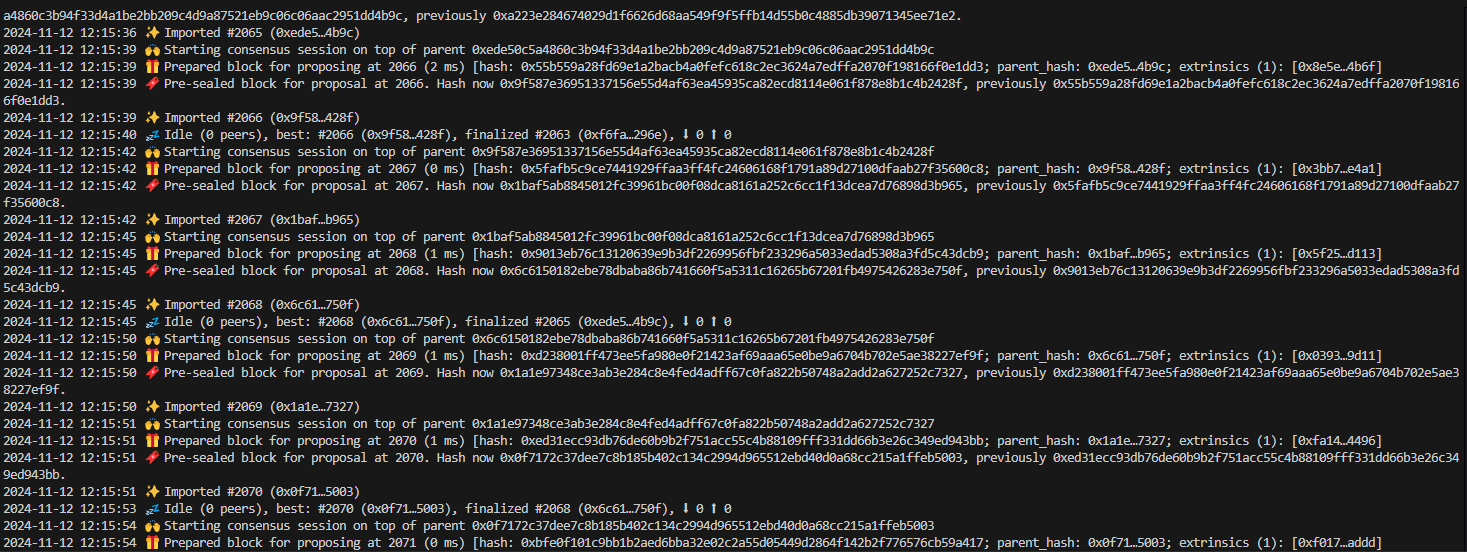 a4860c3b94f33d4a1be2bb209c4d9a87521eb9c06c06aac2951dd4b9c, previously 0xa223e284674029d1f6626d68aa549f9f5ffb14d55b0c4885db39071345ee71e2.
2024-11-12 12:15:36 ✨ Imported #2065 (0xede5…4b9c)
2024-11-12 12:15:39 🙌 Starting consensus session on top of parent 0xede50c5a4860c3b94f33d4a1be2bb209c4d9a87521eb9c06c06aac2951dd4b9c
2024-11-12 12:15:39 🎁 Prepared block for proposing at 2066 (2 ms) [hash: 0x55b559a28fd69e1a2bacb4a0fefc618c2ec3624a7edffa2070f198166f0e1dd3; parent_hash: 0xede5…4b9c; extrinsics (1): [0x8e5e…4b6f]
2024-11-12 12:15:39 🔖 Pre-sealed block for proposal at 2066. Hash now 0x9f587e36951337156e55d4af63ea45935ca82ecd8114e061f878e8b1c4b2428f, previously 0x55b559a28fd69e1a2bacb4a0fefc618c2ec3624a7edffa2070f19816
6f0e1dd3.
2024-11-12 12:15:39 ✨ Imported #2066 (0x9f58…428f)
2024-11-12 12:15:40 💤 Idle (0 peers), best: #2066 (0x9f58…428f), finalized #2063 (0xf6fa…296e), ⬇ 0 ⬆ 0
2024-11-12 12:15:42 🙌 Starting consensus session on top of parent 0x9f587e36951337156e55d4af63ea45935ca82ecd8114e061f878e8b1c4b2428f
2024-11-12 12:15:42 🎁 Prepared block for proposing at 2067 (0 ms) [hash: 0x5fafb5c9ce7441929ffaa3ff4fc24606168f1791a89d27100dfaab27f35600c8; parent_hash: 0x9f58…428f; extrinsics (1): [0x3bb7…e4a1]
2024-11-12 12:15:42 🔖 Pre-sealed block for proposal at 2067. Hash now 0x1baf5ab8845012fc39961bc00f08dca8161a252c6cc1f13dcea7d76898d3b965, previously 0x5fafb5c9ce7441929ffaa3ff4fc24606168f1791a89d27100dfaab27
f35600c8.
2024-11-12 12:15:42 ✨ Imported #2067 (0x1baf…b965)
2024-11-12 12:15:45 🙌 Starting consensus session on top of parent 0x1baf5ab8845012fc39961bc00f08dca8161a252c6cc1f13dcea7d76898d3b965
2024-11-12 12:15:45 🎁 Prepared block for proposing at 2068 (1 ms) [hash: 0x9013eb76c13120639e9b3df2269956fbf233296a5033edad5308a3fd5c43dcb9; parent_hash: 0x1baf…b965; extrinsics (1): [0x5f25…d113]
2024-11-12 12:15:45 🔖 Pre-sealed block for proposal at 2068. Hash now 0x6c6150182ebe78dbaba86b741660f5a5311c16265b67201fb4975426283e750f, previously 0x9013eb76c13120639e9b3df2269956fbf233296a5033edad5308a3fd
5c43dcb9.
2024-11-12 12:15:45 ✨ Imported #2068 (0x6c61…750f)
2024-11-12 12:15:45 💤 Idle (0 peers), best: #2068 (0x6c61…750f), finalized #2065 (0xede5…4b9c), ⬇ 0 ⬆ 0
2024-11-12 12:15:50 🙌 Starting consensus session on top of parent 0x6c6150182ebe78dbaba86b741660f5a5311c16265b67201fb4975426283e750f
2024-11-12 12:15:50 🎁 Prepared block for proposing at 2069 (1 ms) [hash: 0xd238001ff473ee5fa980e0f21423af69aaa65e0be9a6704b702e5ae38227ef9f; parent_hash: 0x6c61…750f; extrinsics (1): [0x0393…9d11]
2024-11-12 12:15:50 🔖 Pre-sealed block for proposal at 2069. Hash now 0x1a1e97348ce3ab3e284c8e4fed4adff67c0fa822b50748a2add2a627252c7327, previously 0xd238001ff473ee5fa980e0f21423af69aaa65e0be9a6704b702e5ae3
8227ef9f.
2024-11-12 12:15:50 ✨ Imported #2069 (0x1a1e…7327)
2024-11-12 12:15:51 🙌 Starting consensus session on top of parent 0x1a1e97348ce3ab3e284c8e4fed4adff67c0fa822b50748a2add2a627252c7327
2024-11-12 12:15:51 🎁 Prepared block for proposing at 2070 (1 ms) [hash: 0xed31ecc93db76de60b9b2f751acc55c4b88109fff331dd66b3e26c349ed943bb; parent_hash: 0x1a1e…7327; extrinsics (1): [0xfa14…4496]
2024-11-12 12:15:51 🔖 Pre-sealed block for proposal at 2070. Hash now 0x0f7172c37dee7c8b185b402c134c2994d965512ebd40d0a68cc215a1ffeb5003, previously 0xed31ecc93db76de60b9b2f751acc55c4b88109fff331dd66b3e26c34
9ed943bb.
2024-11-12 12:15:51 ✨ Imported #2070 (0x0f71…5003)
2024-11-12 12:15:53 💤 Idle (0 peers), best: #2070 (0x0f71…5003), finalized #2068 (0x6c61…750f), ⬇ 0 ⬆ 0
2024-11-12 12:15:54 🙌 Starting consensus session on top of parent 0x0f7172c37dee7c8b185b402c134c2994d965512ebd40d0a68cc215a1ffeb5003
2024-11-12 12:15:54 🎁 Prepared block for proposing at 2071 (0 ms) [hash: 0xbfe0f101c9bb1b2aed6bba32e02c2a55d05449d2864f142b2f776576cb59a417; parent_hash: 0x0f71…5003; extrinsics (1): [0xf017…addd]